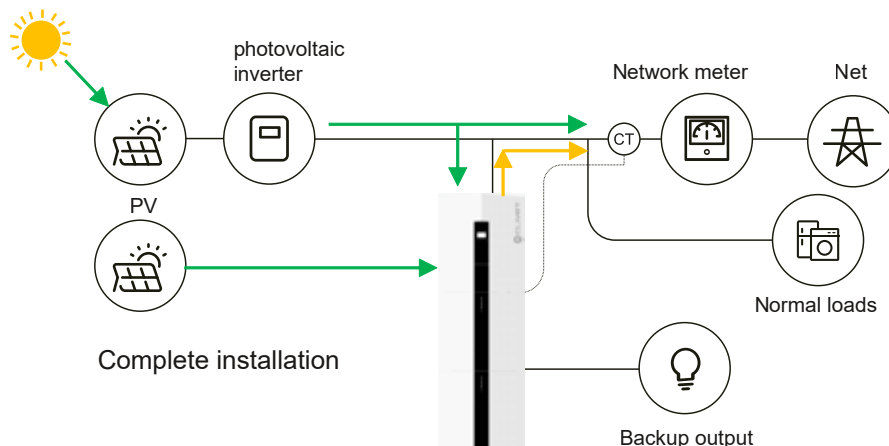 photovoltaic
inverter
Network meter
Net
CT
PV
Normal loads
Complete installation
Backup output